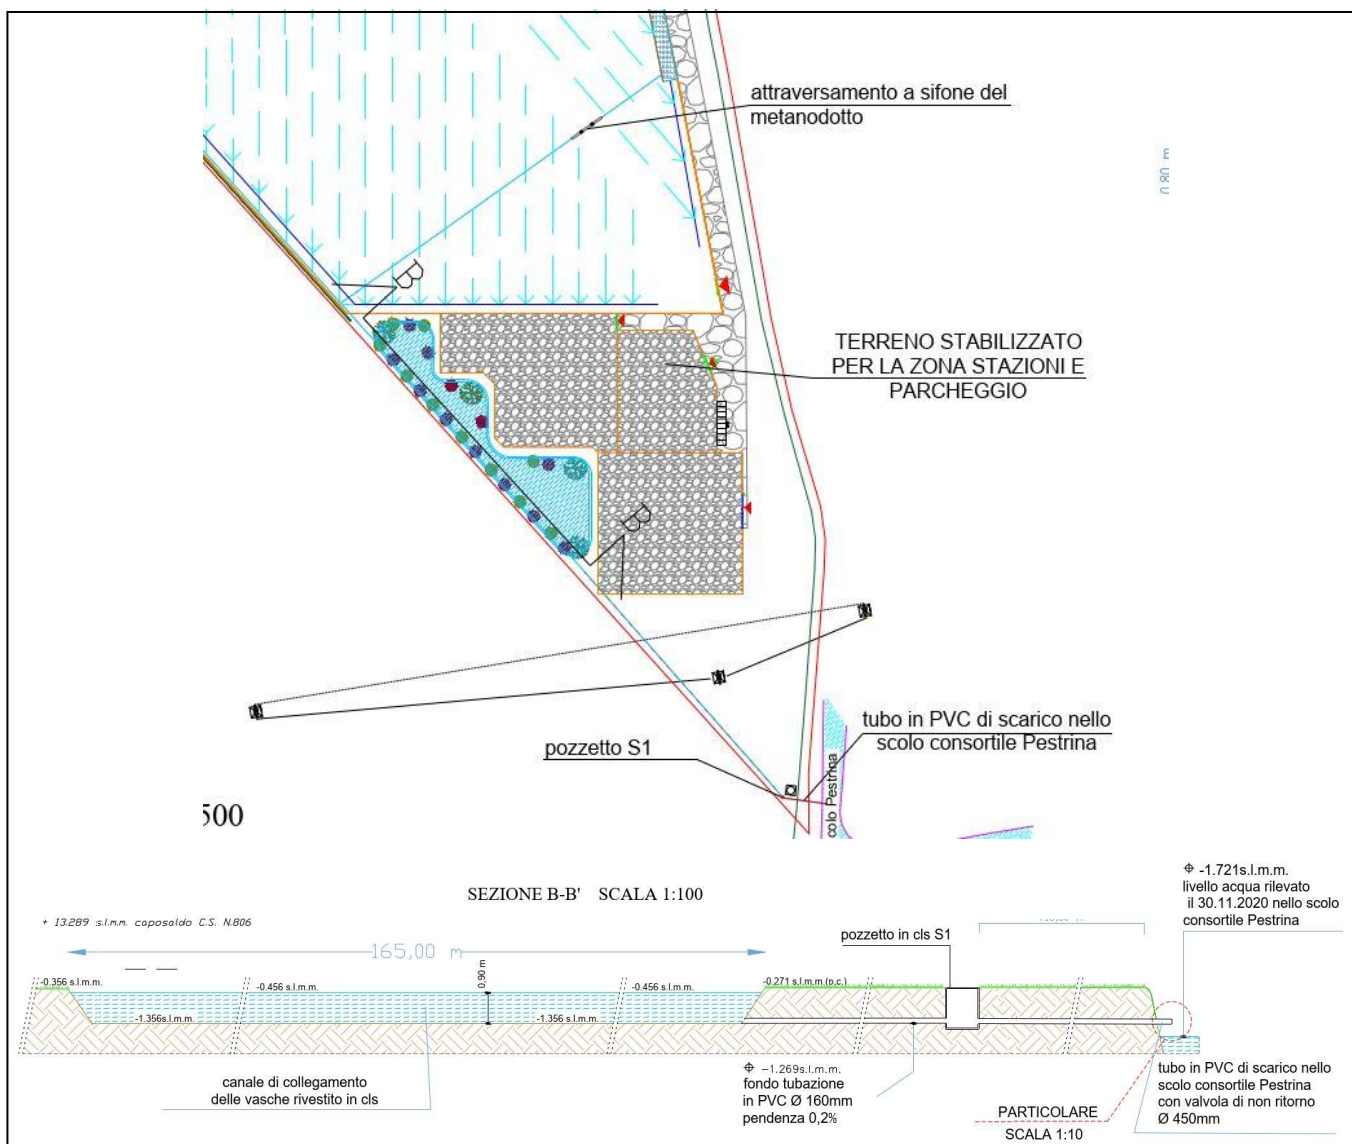 attraversamento a sifone del
metanodotto
0.80 m
B
TERRENO STABILIZZATO
PER LA ZONA STAZIONI E
PARCHEGGIO
B
tubo in PVC di scarico nello
scolo consortile Pestrina
pozzetto S1
colo Pestrina
500
SEZIONE B-B' SCALA 1:100
-1.721s.l.m.m.
livello acqua rilevato
il 30.11.2020 nello scolo
consortile Pestrina
+ 13.289 s.l.m.m. caposaldo C.S. N.806
pozzetto in cls S1
165,00 m
0,90 m
-0.356 s.l.m.m.
-0.456 s.l.m.m.
-0.456 s.l.m.m.
-0.271 s.l.m.m.(p.c.)
-1.356s.l.m.m.
-1.356 s.l.m.m.
canale di collegamento
delle vasche rivestito in cls
-1.269s.l.m.m.
fondo tubazione
in PVC Ø 160mm
pendenza 0,2%
tubo in PVC di scarico nello
scolo consortile Pestrina
con valvola di non ritorno
Ø 450mm
PARTICOLARE
SCALA 1:10